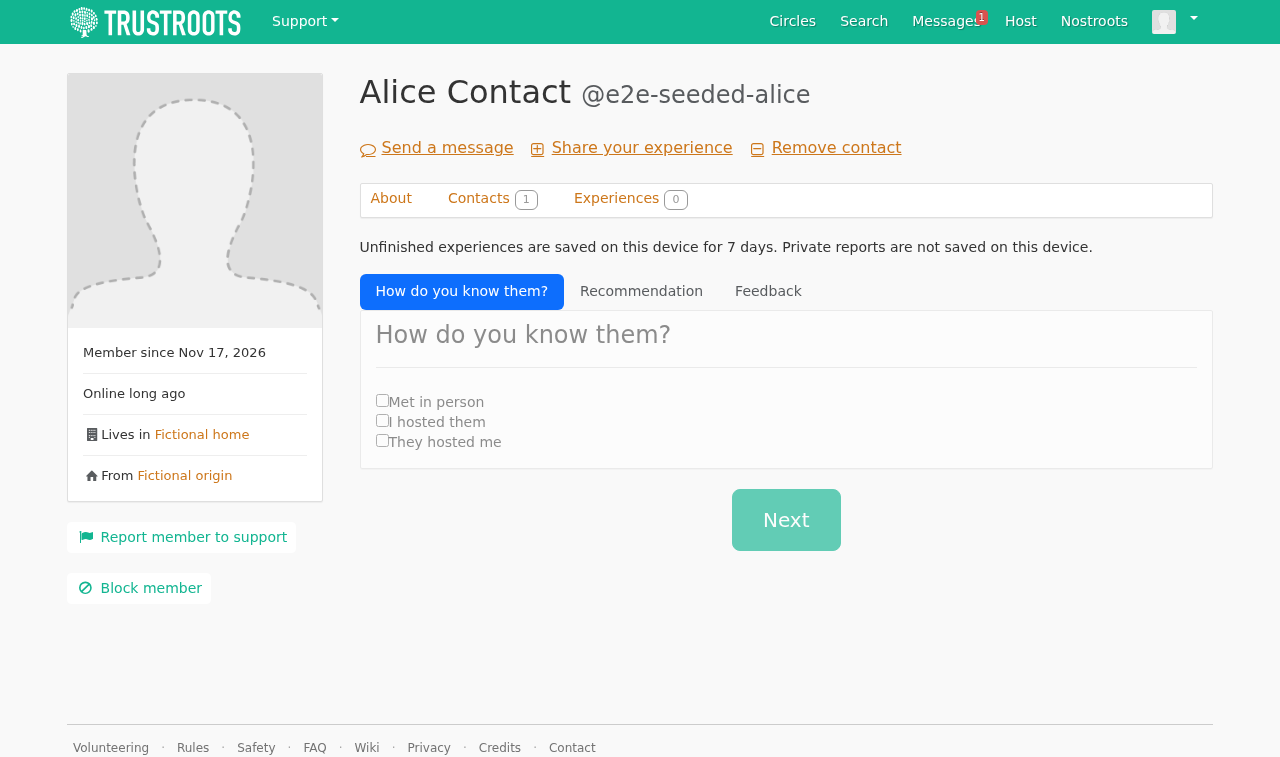 TRUSTROOTS Support Circles Search Messages 1 Host Nostroots
Alice Contact @e2e-seeded-alice
Send a message Share your experience Remove contact
About Contacts 1 Experiences 0
Unfinished experiences are saved on this device for 7 days. Private reports are not saved on this device.
How do you know them? Recommendation Feedback
How do you know them?
Met in person
I hosted them
They hosted me
Next
Member since Nov 17, 2026
Online long ago
Lives in Fictional home
From Fictional origin
Report member to support
Block member
Volunteering · Rules · Safety · FAQ · Wiki · Privacy · Credits · Contact